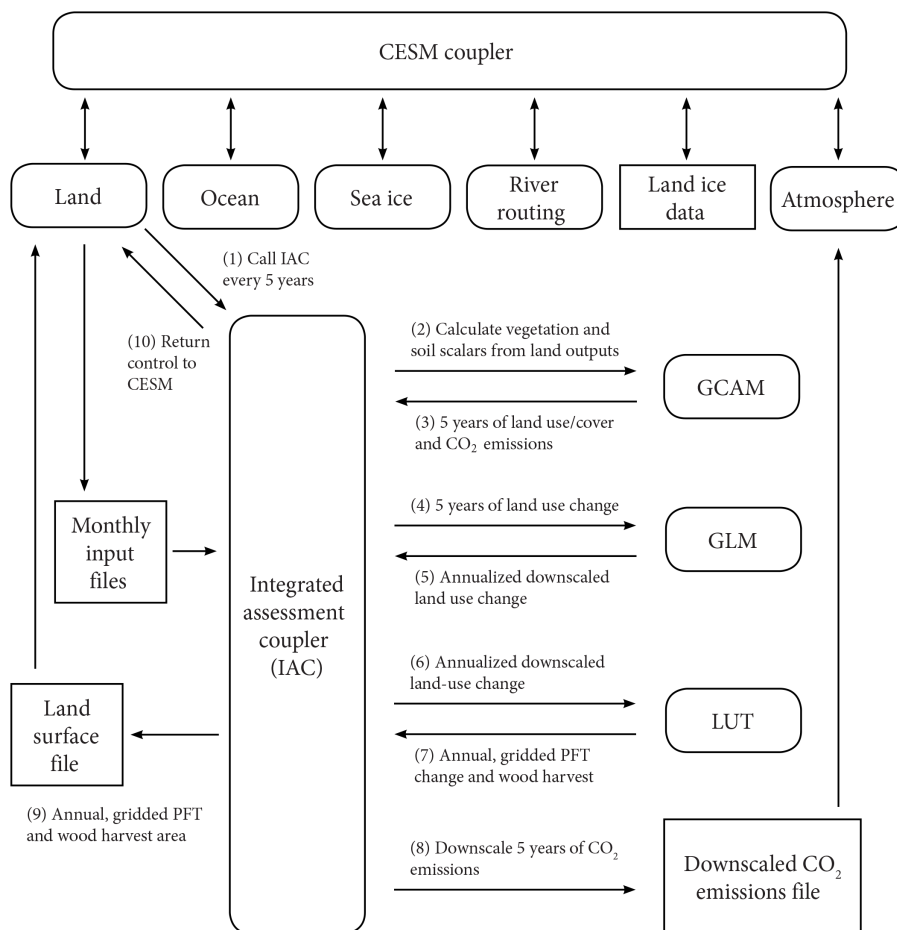 CESM coupler
Land
Ocean
Sea ice
River
routing
Land ice
data
Atmosphere
(1) Call IAC
every 5 years
(10) Return
control to
CESM
(2) Calculate vegetation and
soil scalars from land outputs
GCAM
(3) 5 years of land use/cover
and CO₂ emissions
Monthly
input
files
(4) 5 years of land use change
GLM
(5) Annualized downscaled
land use change
Integrated
assessment
coupler
(IAC)
(6) Annualized downscaled
land-use change
LUT
(7) Annual, gridded PFT
change and wood harvest
Land
surface
file
(9) Annual, gridded PFT
and wood harvest area
(8) Downscale 5 years of CO₂
emissions
Downscaled CO₂
emissions file